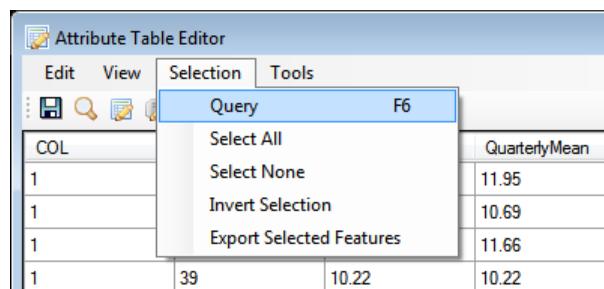 Attribute Table Editor
Edit View Selection Tools
Query F6
Select All
Select None
Invert Selection
Export Selected Features
COL QuarterlyMean
1 11.95
1 10.69
1 11.66
1 39 10.22 10.22